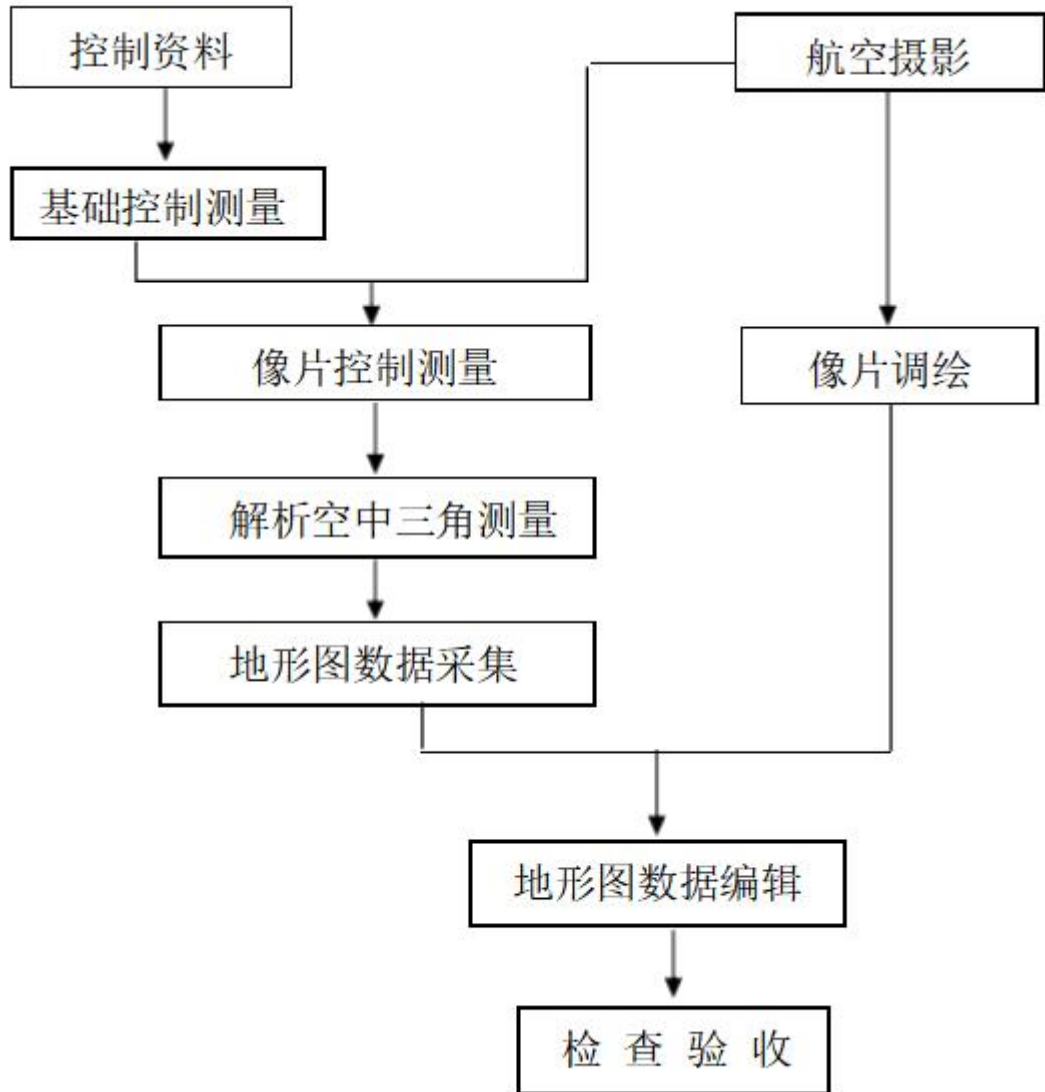 控制资料
航空摄影
基础控制测量
像片控制测量
像片调绘
解析空中三角测量
地形图数据采集
地形图数据编辑
检 查 验 收